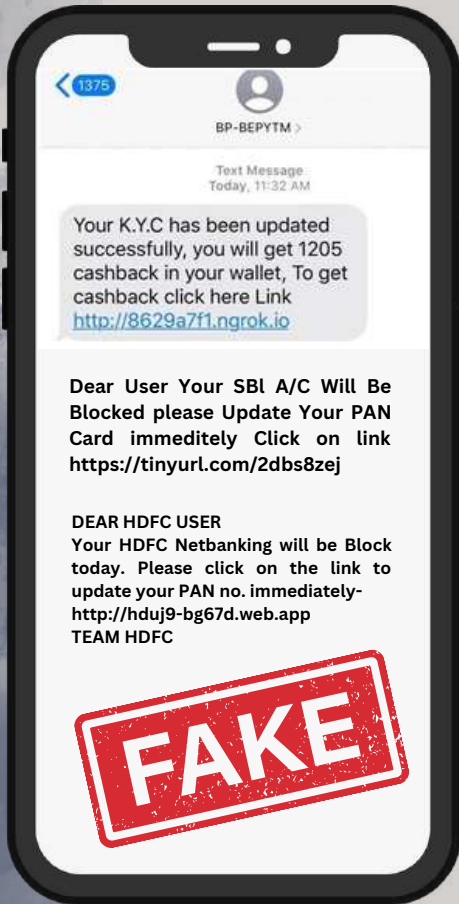 1375
BP-BEPYTM >
Text Message
Today, 11:32 AM
Your K.Y.C has been updated
successfully, you will get 1205
cashback in your wallet, To get
cashback click here Link
http://8629a7f1.ngrok.io
Dear User Your SBl A/C Will Be
Blocked please Update Your PAN
Card immeditely Click on link
https://tinyurl.com/2dbs8zej
DEAR HDFC USER
Your HDFC Netbanking will be Block
today. Please click on the link to
update your PAN no. immediately-
http://hduj9-bg67d.web.app
TEAM HDFC
FAKE